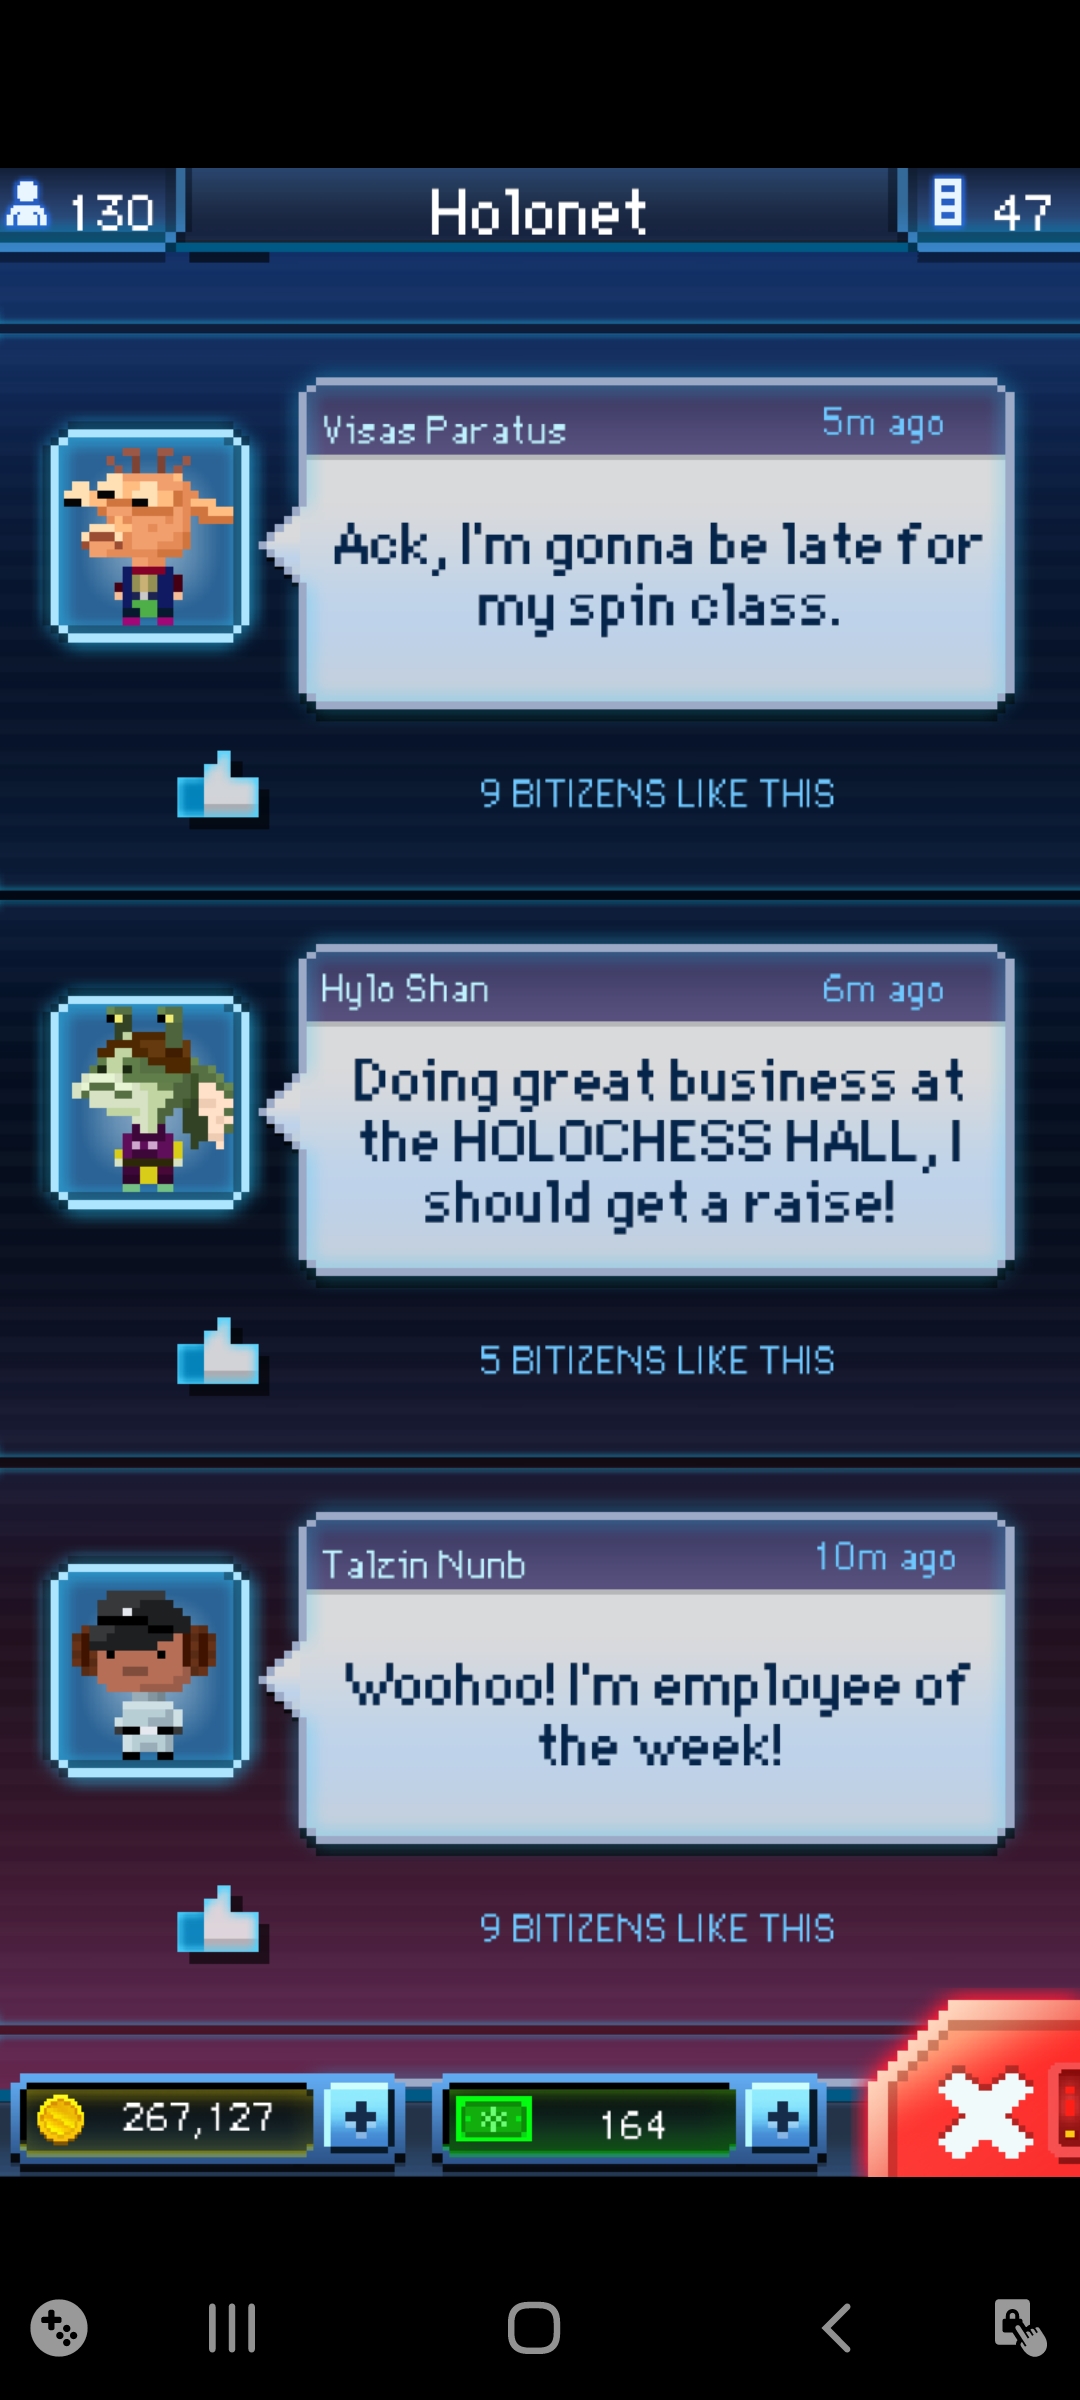 130
Holonet
47
Visas Paratus
5m ago
Ack, I'm gonna be late for
my spin class.
9 BITIZENS LIKE THIS
Hylo Shan
6m ago
Doing great business at
the HOLOCHESS HALL, I
should get a raise!
5 BITIZENS LIKE THIS
Talzin Nunb
10m ago
Woohoo! I'm employee of
the week!
9 BITIZENS LIKE THIS
267,127
164